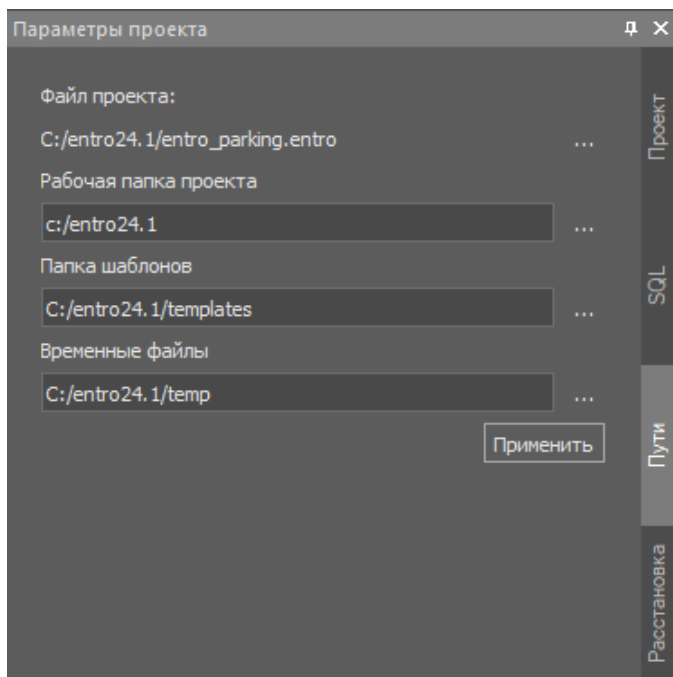 Параметры проекта
Файл проекта:
C:/entro24.1/entro_parking.entro ...
Рабочая папка проекта
c:/entro24.1 ...
Папка шаблонов
C:/entro24.1/templates ...
Временные файлы
C:/entro24.1/temp ...
Применить
Проект
SQL
Пути
Расстановка